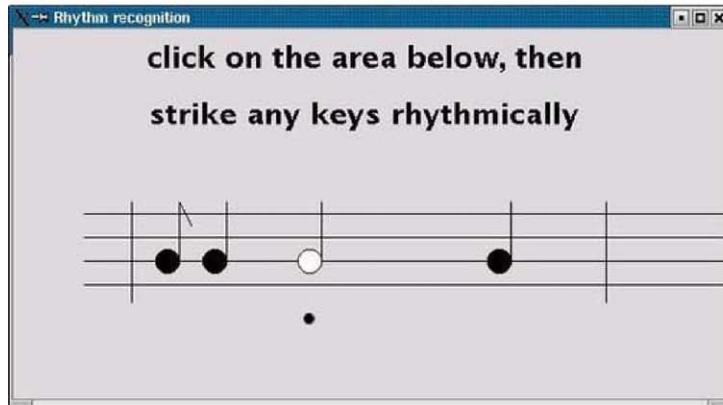 Rhythm recognition
click on the area below, then
strike any keys rhythmically